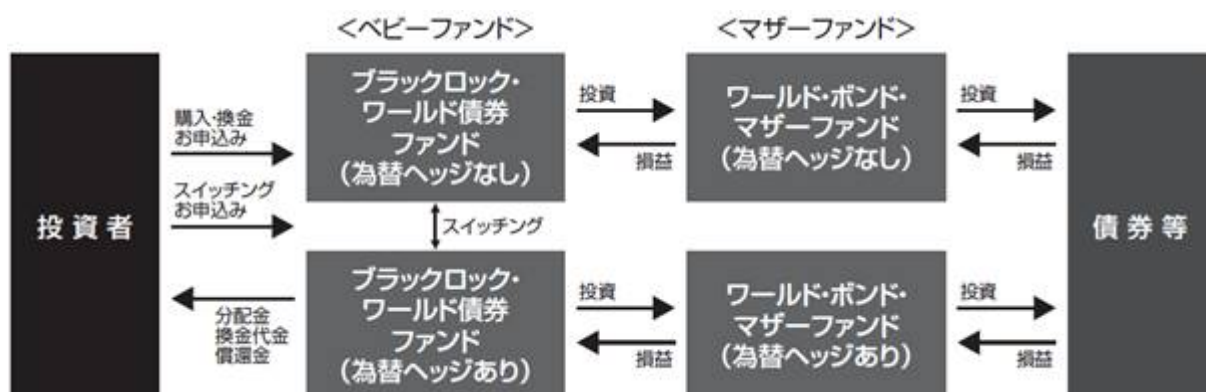 ＜ベビーファンド＞
＜マザーファンド＞
投資者
購入・換金
お申込み
スイッチング
お申込み
分配金
換金代金
償還金
ブラックロック・
ワールド債券
ファンド
(為替ヘッジなし)
スイッチング
ブラックロック・
ワールド債券
ファンド
(為替ヘッジあり)
投資
損益
投資
損益
ワールド・ボンド・
マザーファンド
(為替ヘッジなし)
ワールド・ボンド・
マザーファンド
(為替ヘッジあり)
投資
損益
投資
損益
債券等